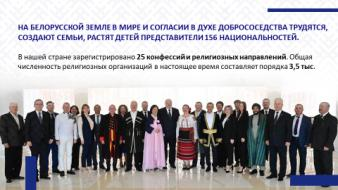 НА БЕЛОРУССКОЙ ЗЕМЛЕ В МИРЕ И СОГЛАСИИ В ДУХЕ ДОБРОСОСЕДСТВА ТРУДЯТСЯ,
СОЗДАЮТ СЕМЬИ, РАСТЯТ ДЕТЕЙ ПРЕДСТАВИТЕЛИ 156 НАЦИОНАЛЬНОСТЕЙ.
В нашей стране зарегистрировано 25 конфессий и религиозных направлений. Общая
численность религиозных организаций в настоящее время составляет порядка 3,5 тыс.